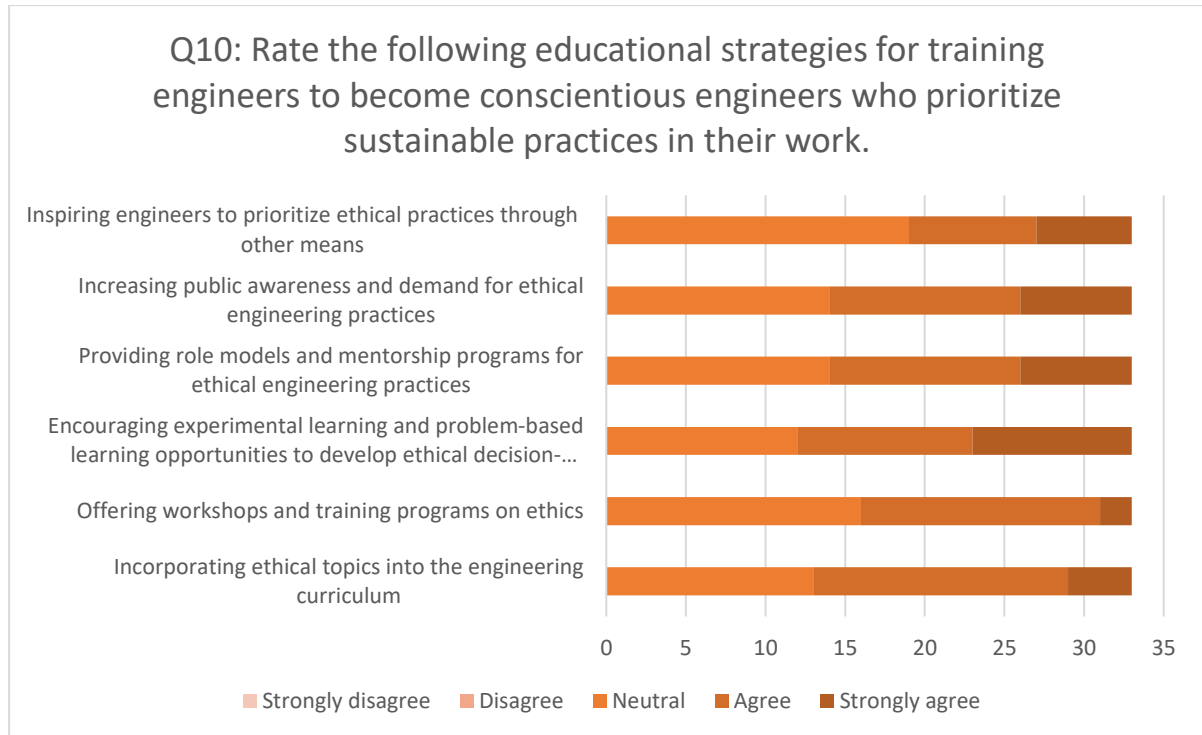 Q10: Rate the following educational strategies for training
engineers to become conscientious engineers who prioritize
sustainable practices in their work.
Inspiring engineers to prioritize ethical practices through
other means
Increasing public awareness and demand for ethical
engineering practices
Providing role models and mentorship programs for
ethical engineering practices
Encouraging experimental learning and problem-based
learning opportunities to develop ethical decision-...
Offering workshops and training programs on ethics
Incorporating ethical topics into the engineering
curriculum
0 5 10 15 20 25 30 35
Strongly disagree Disagree Neutral Agree Strongly agree